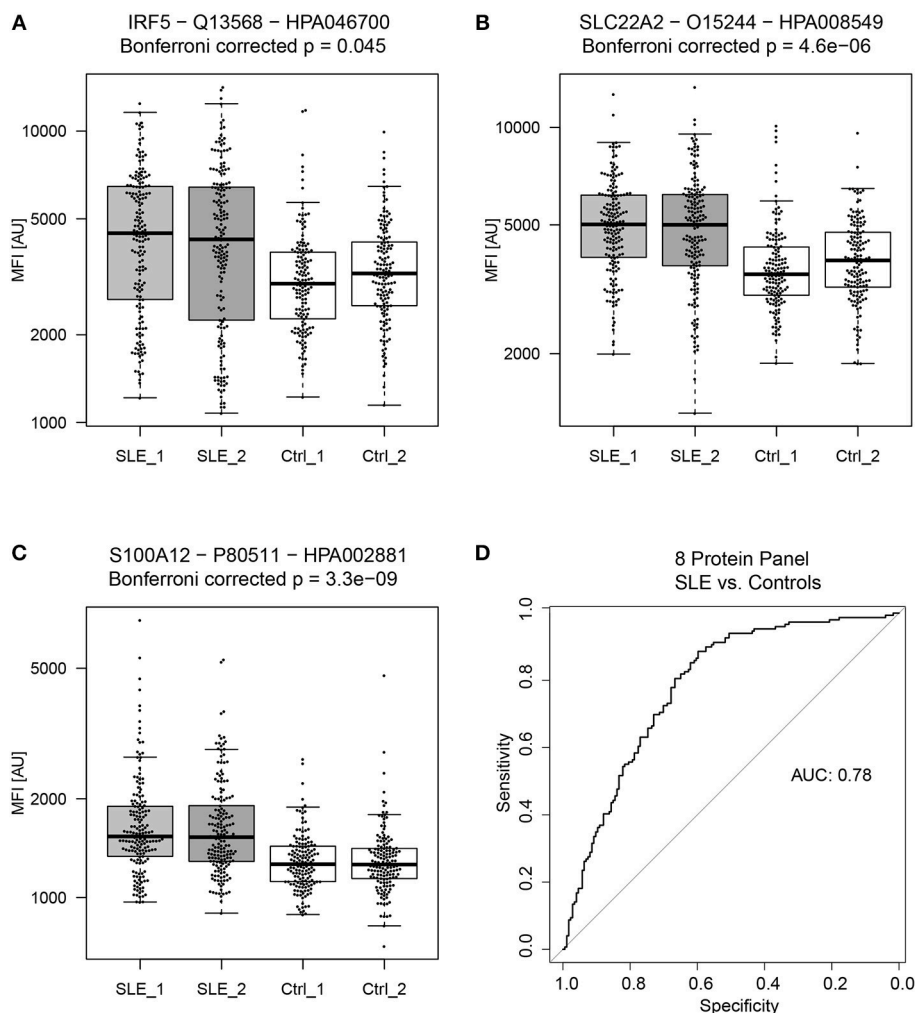 A
IRF5 − Q13568 − HPA046700
Bonferroni corrected p = 0.045
MFI [AU]
10000
5000
2000
1000
SLE_1 SLE_2 Ctrl_1 Ctrl_2
B
SLC22A2 − O15244 − HPA008549
Bonferroni corrected p = 4.6e−06
MFI [AU]
10000
5000
2000
SLE_1 SLE_2 Ctrl_1 Ctrl_2
C
S100A12 − P80511 − HPA002881
Bonferroni corrected p = 3.3e−09
MFI [AU]
5000
2000
1000
SLE_1 SLE_2 Ctrl_1 Ctrl_2
D
8 Protein Panel
SLE vs. Controls
Sensitivity
1.0
0.8
0.6
0.4
0.2
0.0
AUC: 0.78
1.0 0.8 0.6 0.4 0.2 0.0
Specificity